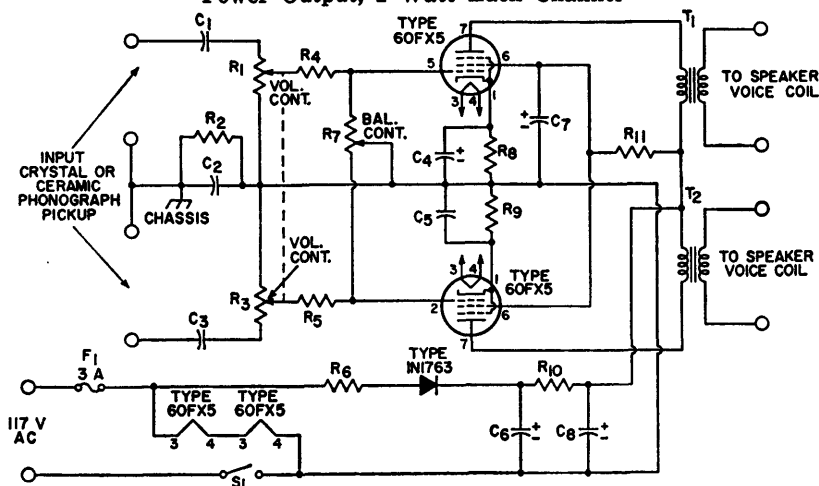 Power Output, 2 Watt Each Channel
TYPE
60FX5
T1
C1
7
R1
R4
5
6
TO SPEAKER
VOICE COIL
VOL.
CONT.
3 4
1
R2
R7
BAL.
CONT.
+
-
C7
R11
INPUT
CRYSTAL OR
CERAMIC
PHONOGRAPH
PICKUP
C4
+
-
R8
C2
CHASSIS
T2
C5
R9
VOL.
CONT.
3 4
1
TYPE
60FX5
TO SPEAKER
VOICE COIL
R3
R5
2
6
C3
7
F1
3 A
R6
TYPE
1N1763
R10
117 V
AC
TYPE
60FX5
TYPE
60FX5
3 4
3 4
C6
+
-
C8
+
-
S1